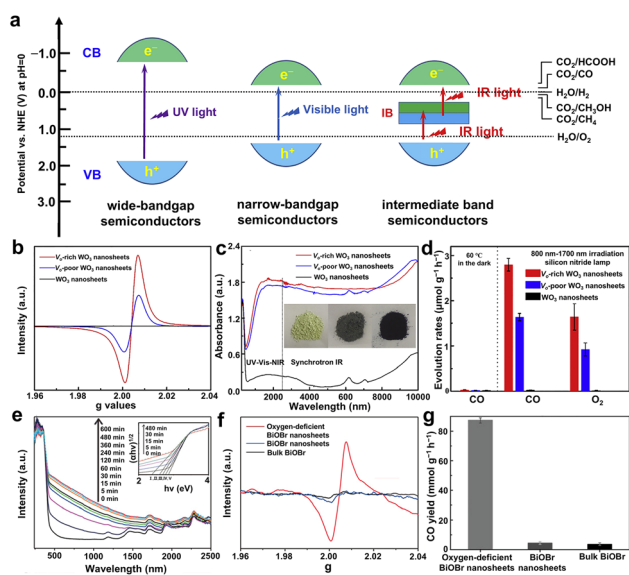 a
Potential vs. NHE (V) at pH=0
−1.0
0.0
1.0
2.0
3.0
CB
VB
e⁻
UV light
h⁺
wide-bandgap
semiconductors
e⁻
Visible light
h⁺
narrow-bandgap
semiconductors
e⁻
IR light
IB
IR light
h⁺
intermediate band
semiconductors
CO₂/HCOOH
CO₂/CO
H₂O/H₂
CO₂/CH₃OH
CO₂/CH₄
H₂O/O₂
b
Intensity (a.u.)
Vₒ-rich WO₃ nanosheets
Vₒ-poor WO₃ nanosheets
WO₃ nanosheets
1.96 1.98 2.00 2.02 2.04
g values
c
Absorbance (a.u.)
2.4
1.8
1.2
0.6
0.0
Vₒ-rich WO₃ nanosheets
Vₒ-poor WO₃ nanosheets
WO₃ nanosheets
UV-Vis-NIR
Synchrotron IR
2000 4000 6000 8000 10000
Wavelength (nm)
d
Evolution rates (μmol g⁻¹ h⁻¹)
3
2
1
0
60 °C
in the dark
800 nm-1700 nm irradiation
silicon nitride lamp
Vₒ-rich WO₃ nanosheets
Vₒ-poor WO₃ nanosheets
WO₃ nanosheets
CO CO O₂
e
Intensity (a.u.)
600 min
480 min
360 min
240 min
120 min
60 min
30 min
15 min
5 min
0 min
(αhv)¹/²
480 min
30 min
15 min
5 min
0 min
2 4
hv (eV)
500 1000 1500 2000 2500
Wavelength (nm)
f
Intensity (a.u.)
Oxygen-deficient
BiOBr nanosheets
BiOBr nanosheets
Bulk BiOBr
1.96 1.98 2.00 2.02 2.04
g
g
CO yield (mmol g⁻¹ h⁻¹)
100
80
60
40
20
0
Oxygen-deficient
BiOBr nanosheets
BiOBr
nanosheets
Bulk BiOBr